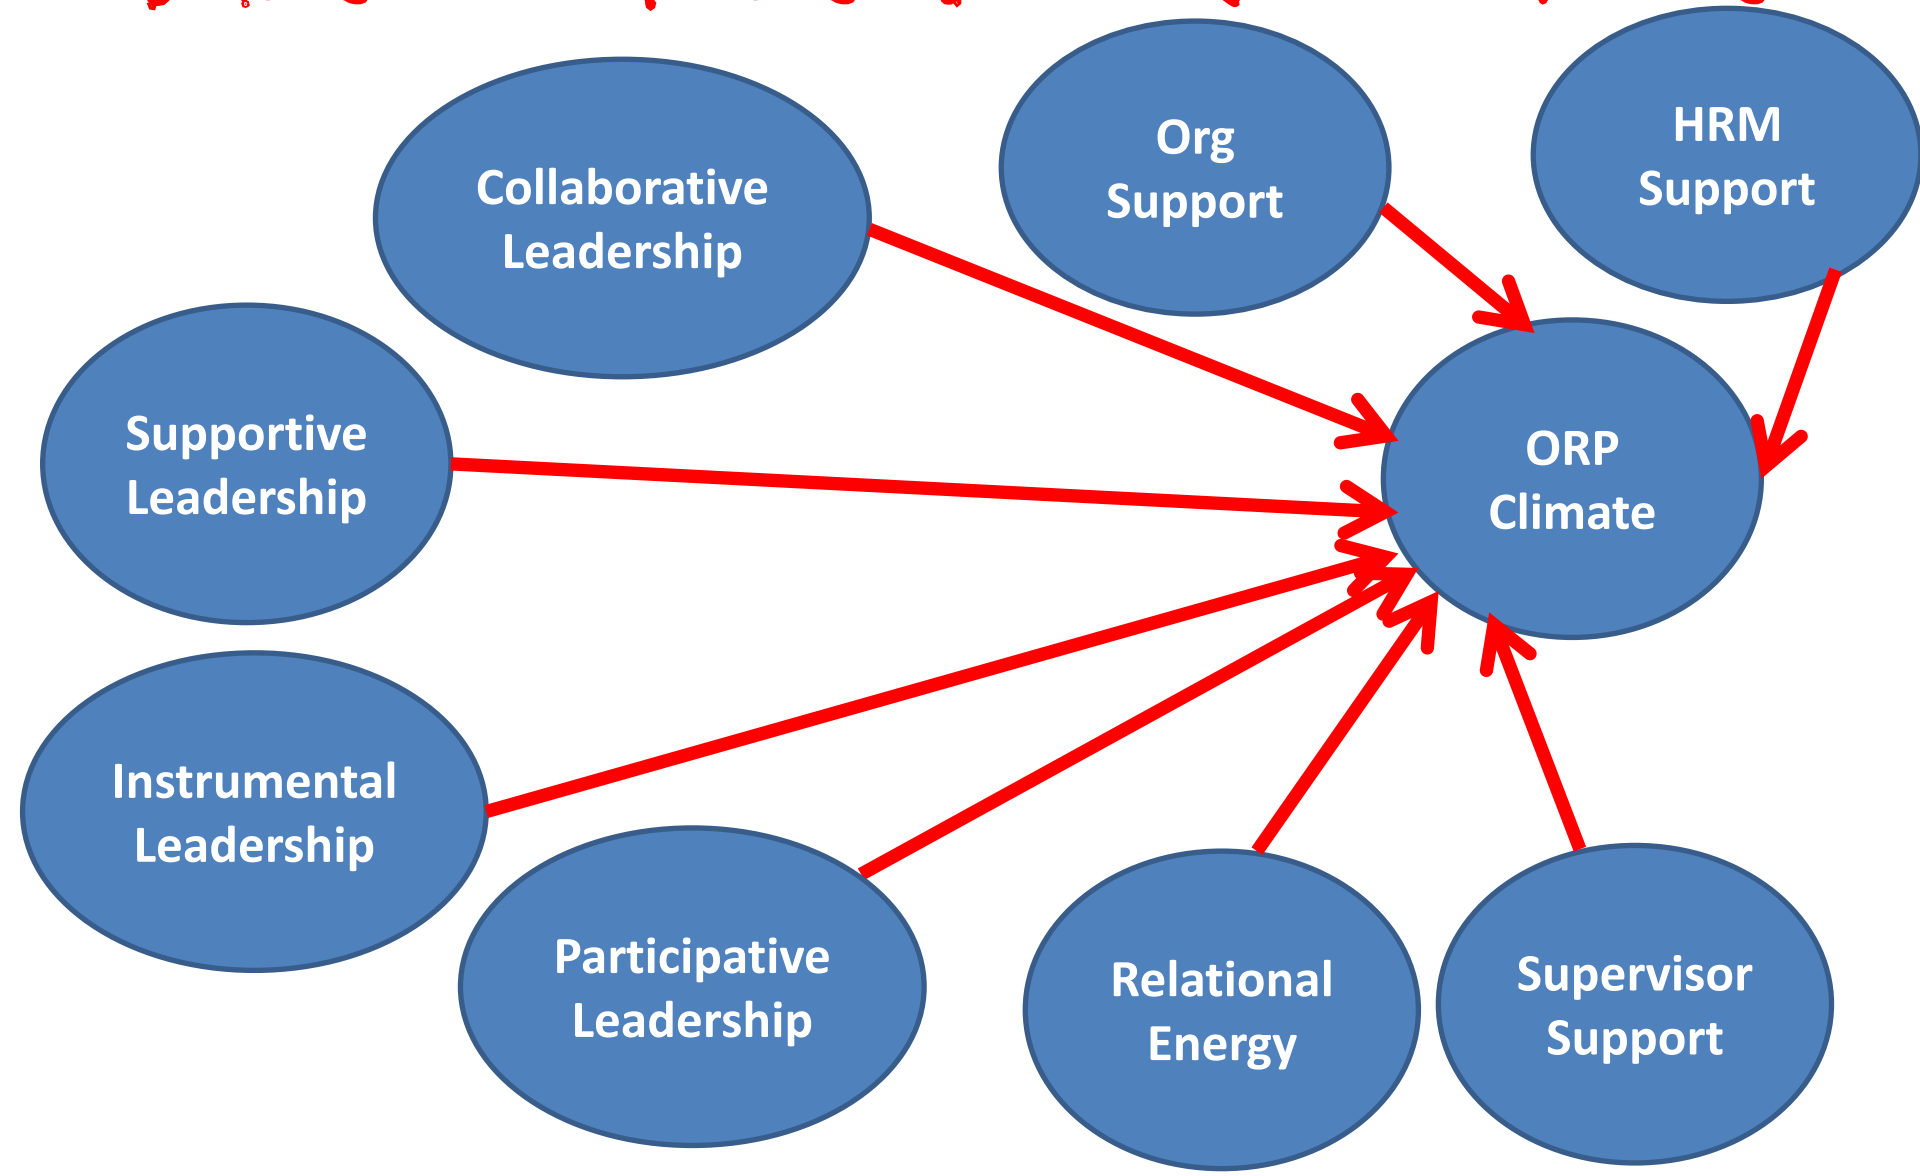 Collaborative
Leadership
Org
Support
HRM
Support
Supportive
Leadership
ORP
Climate
Instrumental
Leadership
Participative
Leadership
Relational
Energy
Supervisor
Support